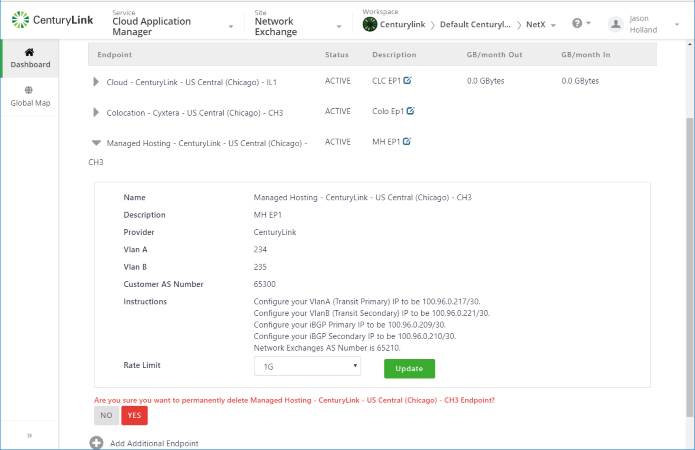 CenturyLink
Service
Cloud Application
Manager
Site
Network
Exchange
Workspace
Centurylink > Default Centuryl... > NetX
?
Jason
Holland
Dashboard
Global Map
Endpoint Status Description GB/month Out GB/month In
Cloud - CenturyLink - US Central (Chicago) - IL1 ACTIVE CLC EP1 0.0 GBytes 0.0 GBytes
Colocation - Cyxtera - US Central (Chicago) - CH3 ACTIVE Colo Ep1
Managed Hosting - CenturyLink - US Central (Chicago) - ACTIVE MH EP1
CH3
Name Managed Hosting - CenturyLink - US Central (Chicago) - CH3
Description MH EP1
Provider CenturyLink
Vlan A 234
Vlan B 235
Customer AS Number 65300
Instructions Configure your VlanA (Transit Primary) IP to be 100.96.0.217/30.
Configure your VlanB (Transit Secondary) IP to be 100.96.0.221/30.
Configure your iBGP Primary IP to be 100.96.0.209/30.
Configure your iBGP Secondary IP to be 100.96.0.210/30.
Network Exchanges AS Number is 65210.
Rate Limit 1G Update
Are you sure you want to permanently delete Managed Hosting - CenturyLink - US Central (Chicago) - CH3 Endpoint?
NO YES
»
Add Additional Endpoint